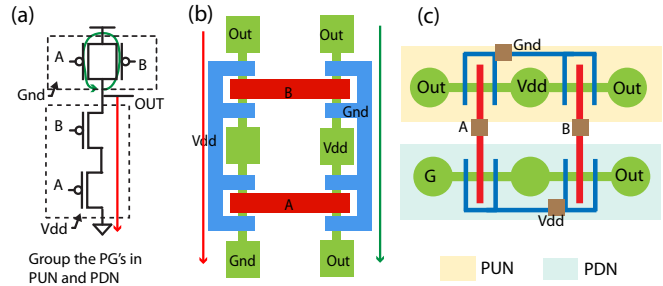 (a)
A
B
Gnd
OUT
B
A
Vdd
Group the PG's in
PUN and PDN
(b)
Out
Out
B
Vdd
Gnd
Vdd
A
Gnd
Out
(c)
Gnd
Out
Vdd
Out
A
B
G
Out
Vdd
PUN
PDN